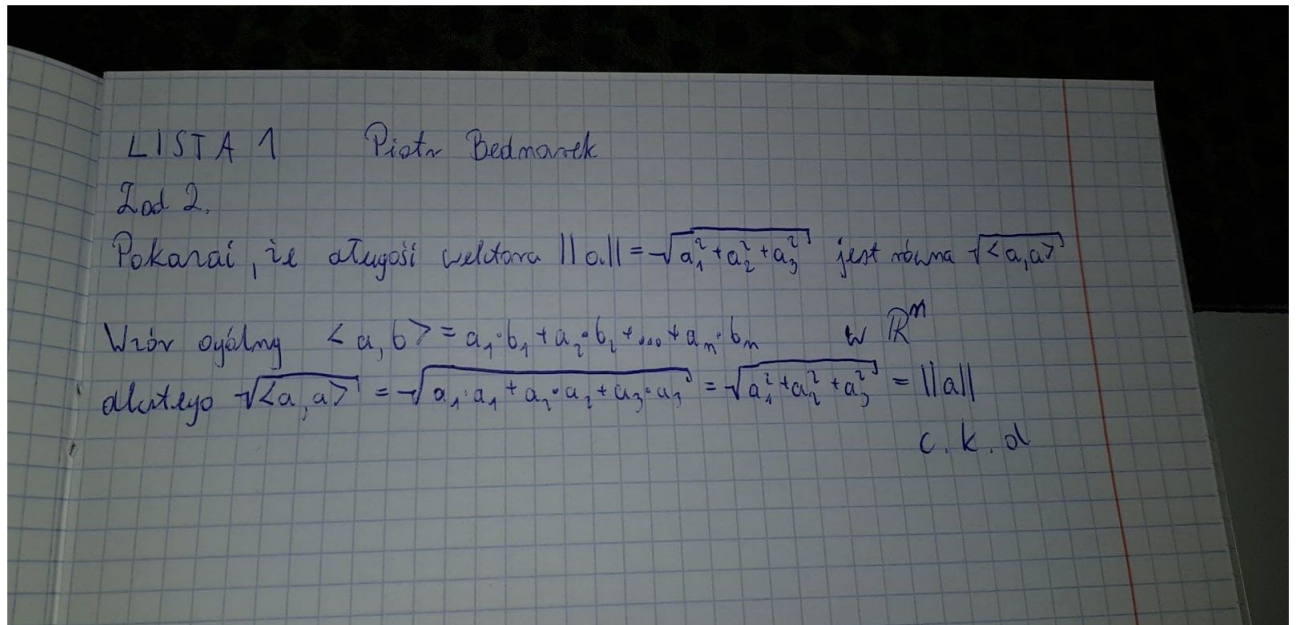 LISTA 1 Piotr Bednarek
Zad 2.
Pokazać, że długość wektora ||a|| = √(a₁² + a₂² + a₃²) jest równa √<a,a>
Wzór ogólny <a,b> = a₁·b₁ + a₂·b₂ + ... + aₙ·bₙ w ℝⁿ
dlatego √<a,a> = √(a₁·a₁ + a₂·a₂ + a₃·a₃) = √(a₁² + a₂² + a₃²) = ||a||
c.k.d